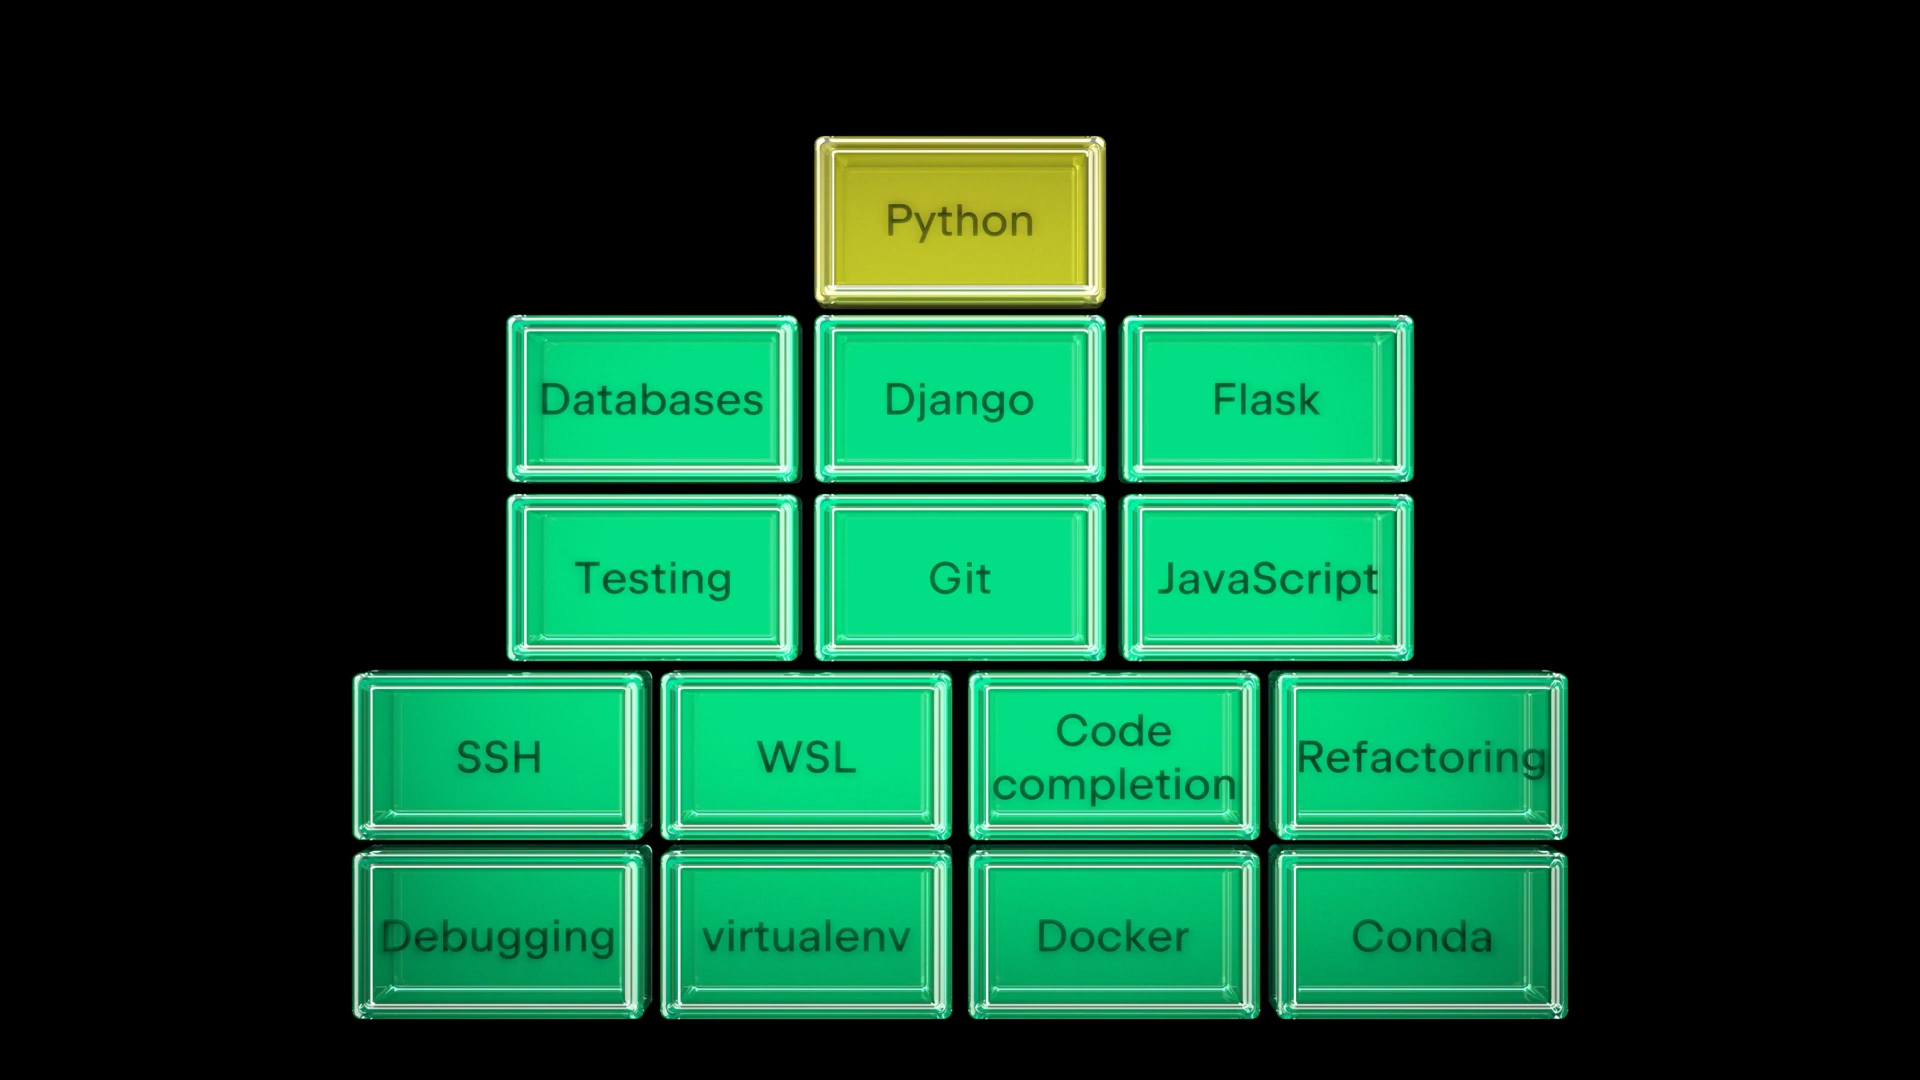 Python
Databases
Django
Flask
Testing
Git
JavaScript
SSH
WSL
Code
completion
Refactoring
Debugging
virtualenv
Docker
Conda